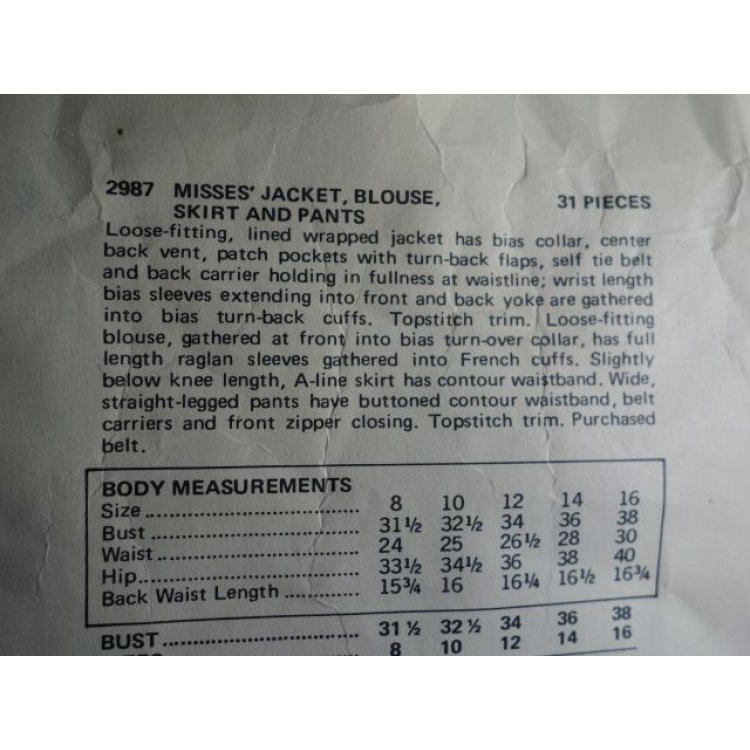 2987 MISSES' JACKET, BLOUSE, 31 PIECES
SKIRT AND PANTS
Loose-fitting, lined wrapped jacket has bias collar, center
back vent, patch pockets with turn-back flaps, self tie belt
and back carrier holding in fullness at waistline; wrist length
bias sleeves extending into front and back yoke are gathered
into bias turn-back cuffs. Topstitch trim. Loose-fitting
blouse, gathered at front into bias turn-over collar, has full
length raglan sleeves gathered into French cuffs. Slightly
below knee length, A-line skirt has contour waistband. Wide,
straight-legged pants have buttoned contour waistband, belt
carriers and front zipper closing. Topstitch trim. Purchased
belt.
BODY MEASUREMENTS
Size 8 10 12 14 16
Bust 31½ 32½ 34 36 38
Waist 24 25 26½ 28 30
Hip 33½ 34½ 36 38 40
Back Waist Length 15¾ 16 16¼ 16½ 16¾
BUST 31 ½ 32 ½ 34 36 38
8 10 12 14 16